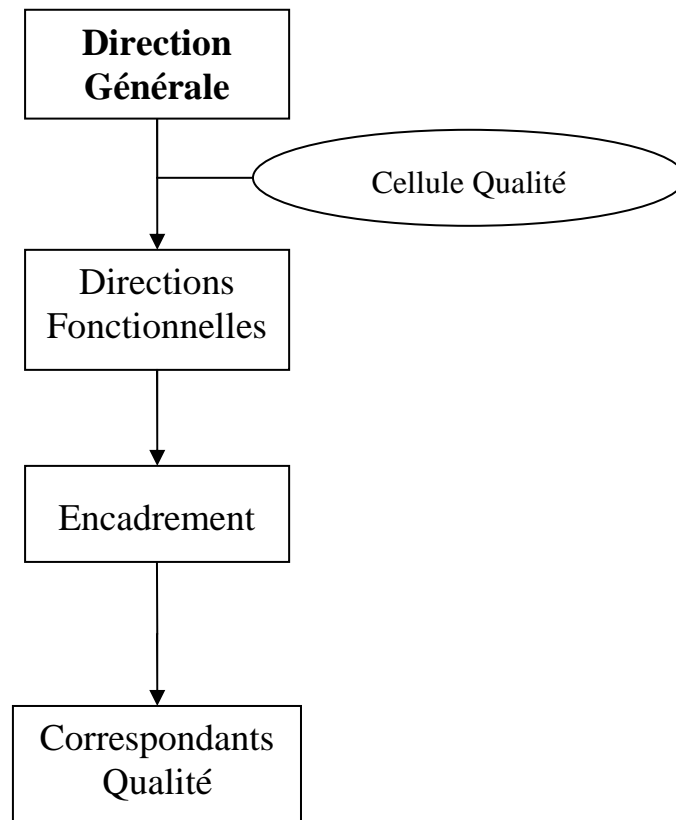 Direction
Générale
Cellule Qualité
Directions
Fonctionnelles
Encadrement
Correspondants
Qualité